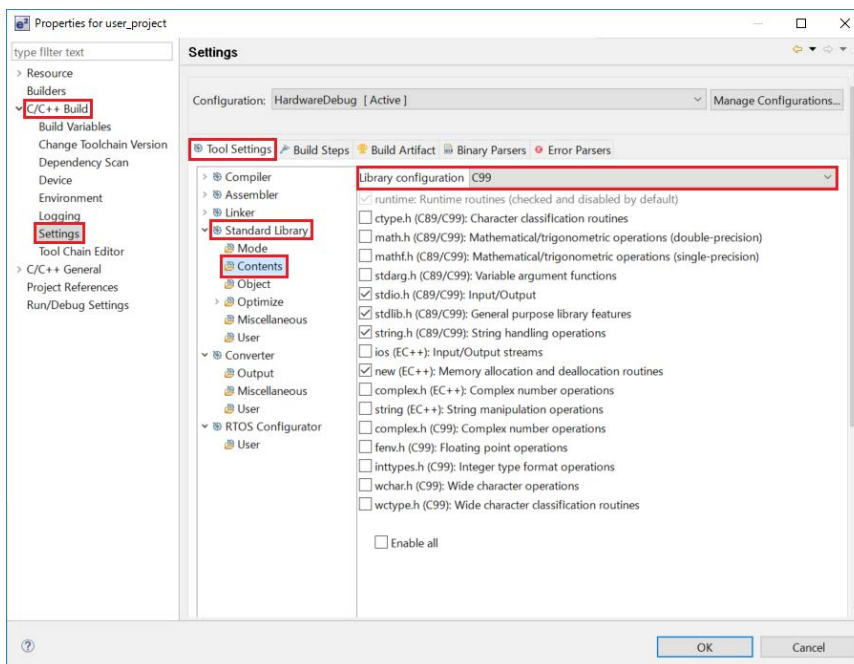 e² Properties for user_project
type filter text
Resource
Builders
C/C++ Build
Build Variables
Change Toolchain Version
Dependency Scan
Device
Environment
Logging
Settings
Tool Chain Editor
C/C++ General
Project References
Run/Debug Settings
Settings
Configuration: HardwareDebug [ Active ]
Manage Configurations...
Tool Settings Build Steps Build Artifact Binary Parsers Error Parsers
Compiler
Assembler
Linker
Standard Library
Mode
Contents
Object
Optimize
Miscellaneous
User
Converter
Output
Miscellaneous
User
RTOS Configurator
User
Library configuration C99
runtime: Runtime routines (checked and disabled by default)
ctype.h (C89/C99): Character classification routines
math.h (C89/C99): Mathematical/trigonometric operations (double-precision)
mathf.h (C89/C99): Mathematical/trigonometric operations (single-precision)
stdarg.h (C89/C99): Variable argument functions
stdio.h (C89/C99): Input/Output
stdlib.h (C89/C99): General purpose library features
string.h (C89/C99): String handling operations
ios (EC++): Input/Output streams
new (EC++): Memory allocation and deallocation routines
complex.h (EC++): Complex number operations
string (EC++): String manipulation operations
complex.h (C99): Complex number operations
fenv.h (C99): Floating point operations
inttypes.h (C99): Integer type format operations
wchar.h (C99): Wide character operations
wctype.h (C99): Wide character classification routines
Enable all
OK Cancel